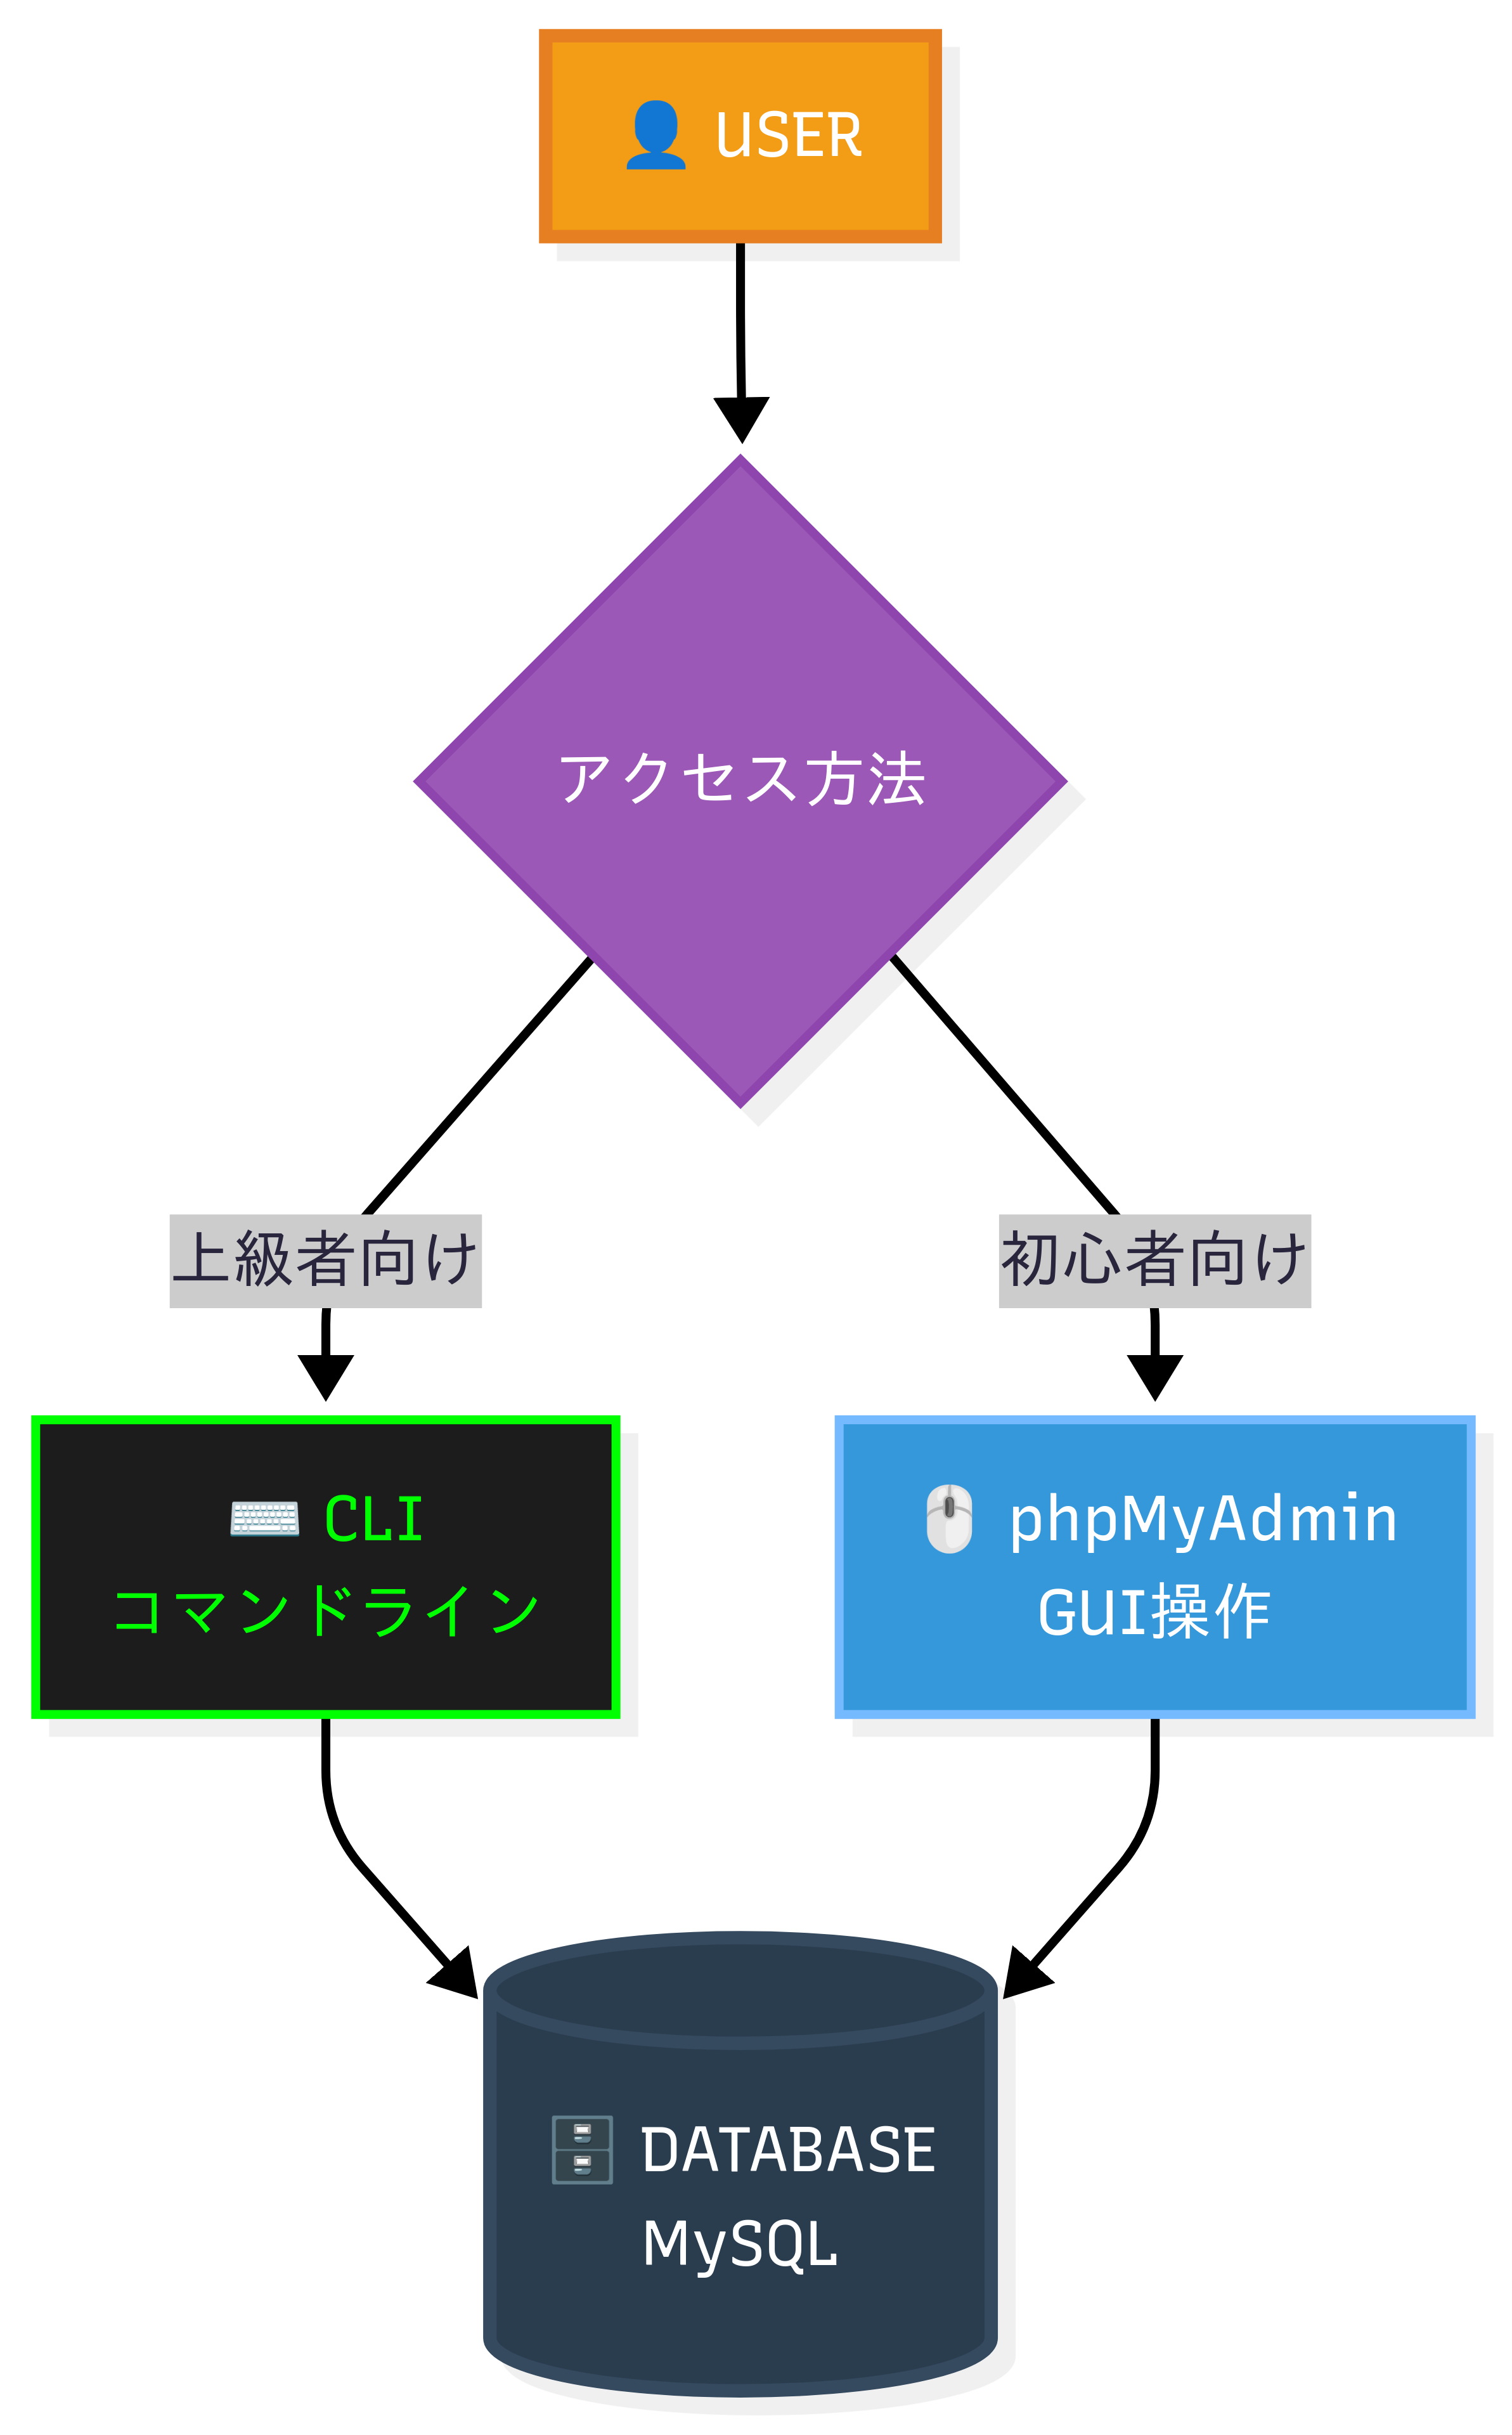 USER
アクセス方法
上級者向け
初心者向け
CLI
コマンドライン
phpMyAdmin
GUI操作
DATABASE
MySQL